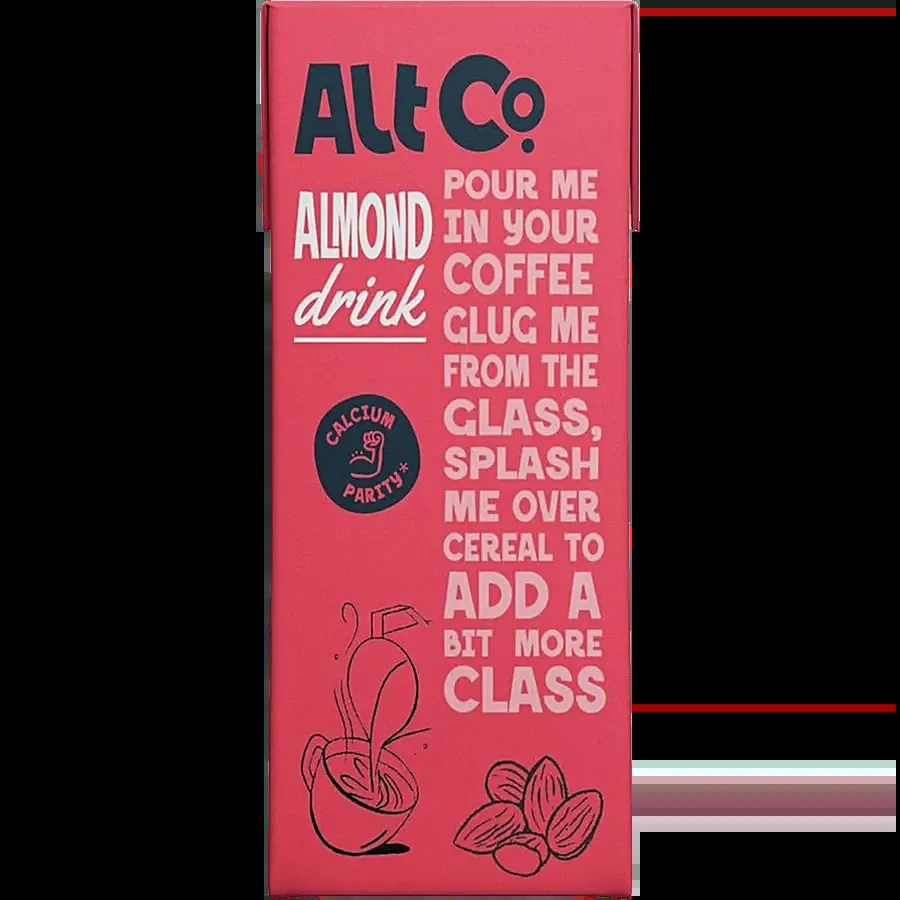 Alt Co.
ALMOND
drink
CALCIUM
PARITY*
POUR ME
IN YOUR
COFFEE
GLUG ME
FROM THE
GLASS,
SPLASH
ME OVER
CEREAL TO
ADD A
BIT MORE
CLASS